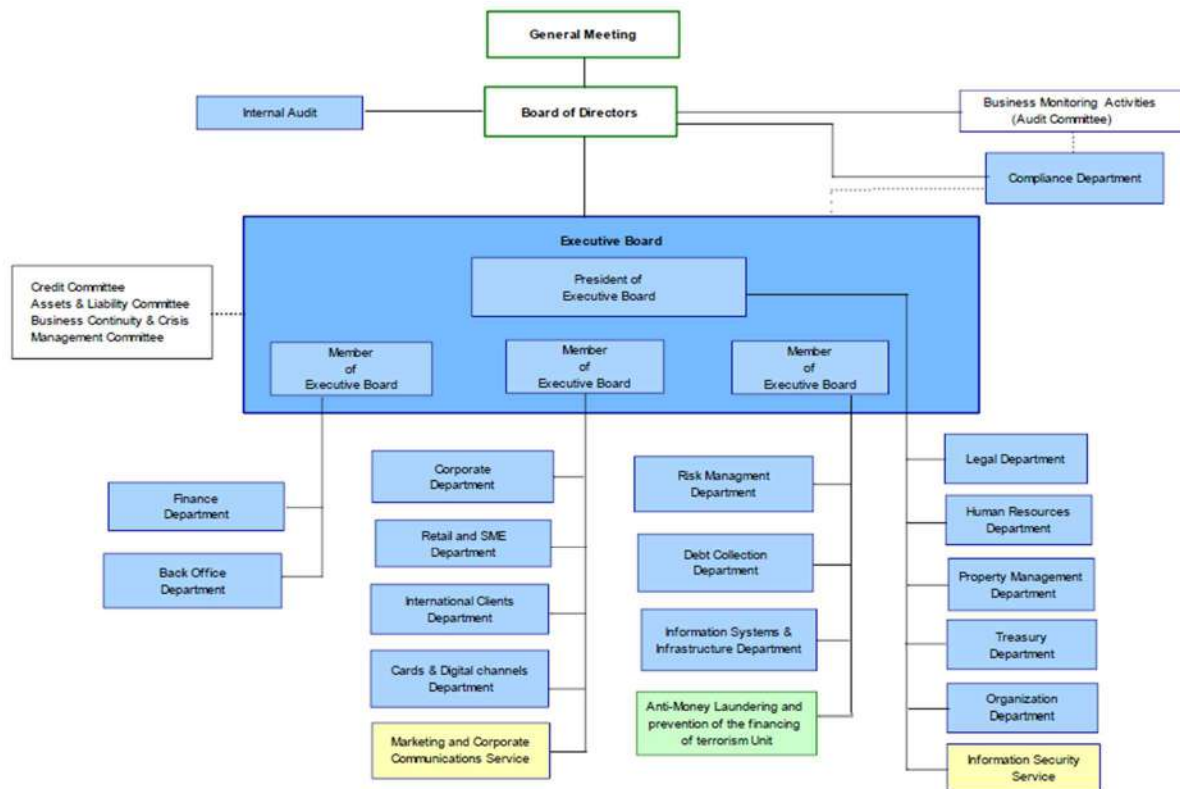 General Meeting
Internal Audit
Board of Directors
Business Monitoring Activities
(Audit Committee)
Compliance Department
Executive Board
President of
Executive Board
Credit Committee
Assets & Liability Committee
Business Continuity & Crisis
Management Committee
Member
of
Executive Board
Member
of
Executive Board
Member
of
Executive Board
Finance
Department
Back Office
Department
Corporate
Department
Retail and SME
Department
International Clients
Department
Cards & Digital channels
Department
Marketing and Corporate
Communications Service
Risk Managment
Department
Debt Collection
Department
Information Systems &
Infrastructure Department
Anti-Money Laundering and
prevention of the financing
of terrorism Unit
Legal Department
Human Resources
Department
Property Management
Department
Treasury
Department
Organization
Department
Information Security
Service